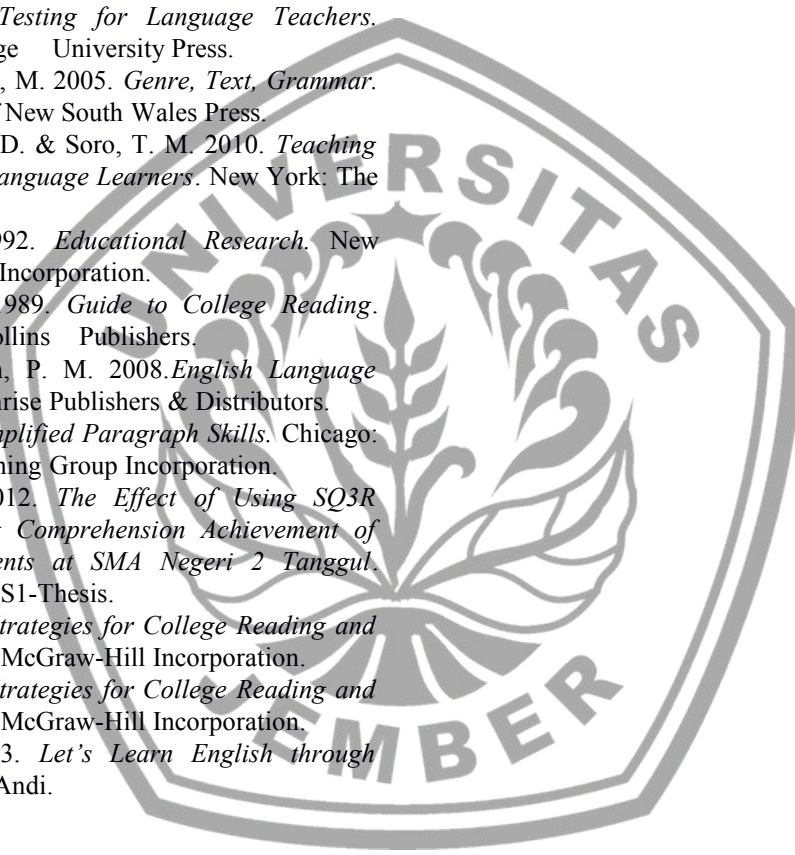 Testing for Language Teachers.
ge University Press.
, M. 2005. Genre, Text, Grammar.
New South Wales Press.
D. & Soro, T. M. 2010. Teaching
anguage Learners. New York: The
992. Educational Research. New
Incorporation.
1989. Guide to College Reading.
ollins Publishers.
, P. M. 2008.English Language
nrise Publishers & Distributors.
mplified Paragraph Skills. Chicago:
ning Group Incorporation.
012. The Effect of Using SQ3R
Comprehension Achievement of
ents at SMA Negeri 2 Tanggul.
S1-Thesis.
trategies for College Reading and
McGraw-Hill Incorporation.
trategies for College Reading and
McGraw-Hill Incorporation.
3. Let’s Learn English through
Andi.
UNIVERSITAS
JEMBER